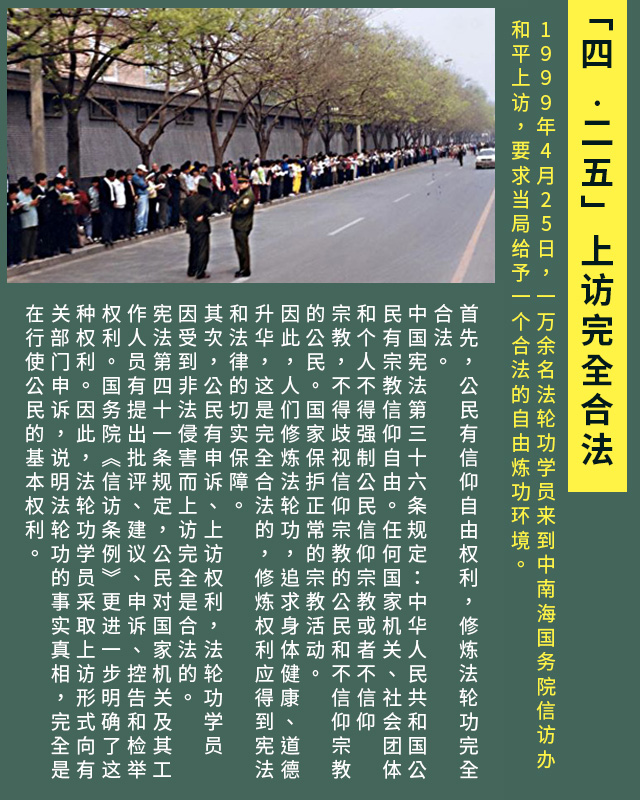 「四．二五」上访完全合法
1999年4月25日，一万余名法轮功学员来到中南海国务院信访办
和平上访，要求当局给予一个合法的自由炼功环境。
首先，公民有信仰自由权利，修炼法轮功完全
合法。
中国宪法第三十六条规定：中华人民共和国公
民有宗教信仰自由。任何国家机关、社会团体
和个人不得强制公民信仰宗教或者不信仰
宗教，不得歧视信仰宗教的公民和不信仰宗教
的公民。国家保护正常的宗教活动。
因此，人们修炼法轮功，追求身体健康、道德
升华，这是完全合法的，修炼权利应得到宪法
和法律的切实保障。
其次，公民有申诉、上访权利，法轮功学员
因受到非法侵害而上访完全是合法的。
宪法第四十一条规定，公民对国家机关及其工
作人员有提出批评、建议、申诉、控告和检举
权利。国务院《信访条例》更进一步明确了这
种权利。因此，法轮功学员采取上访形式向有
关部门申诉，说明法轮功的事实真相，完全是
在行使公民的基本权利。